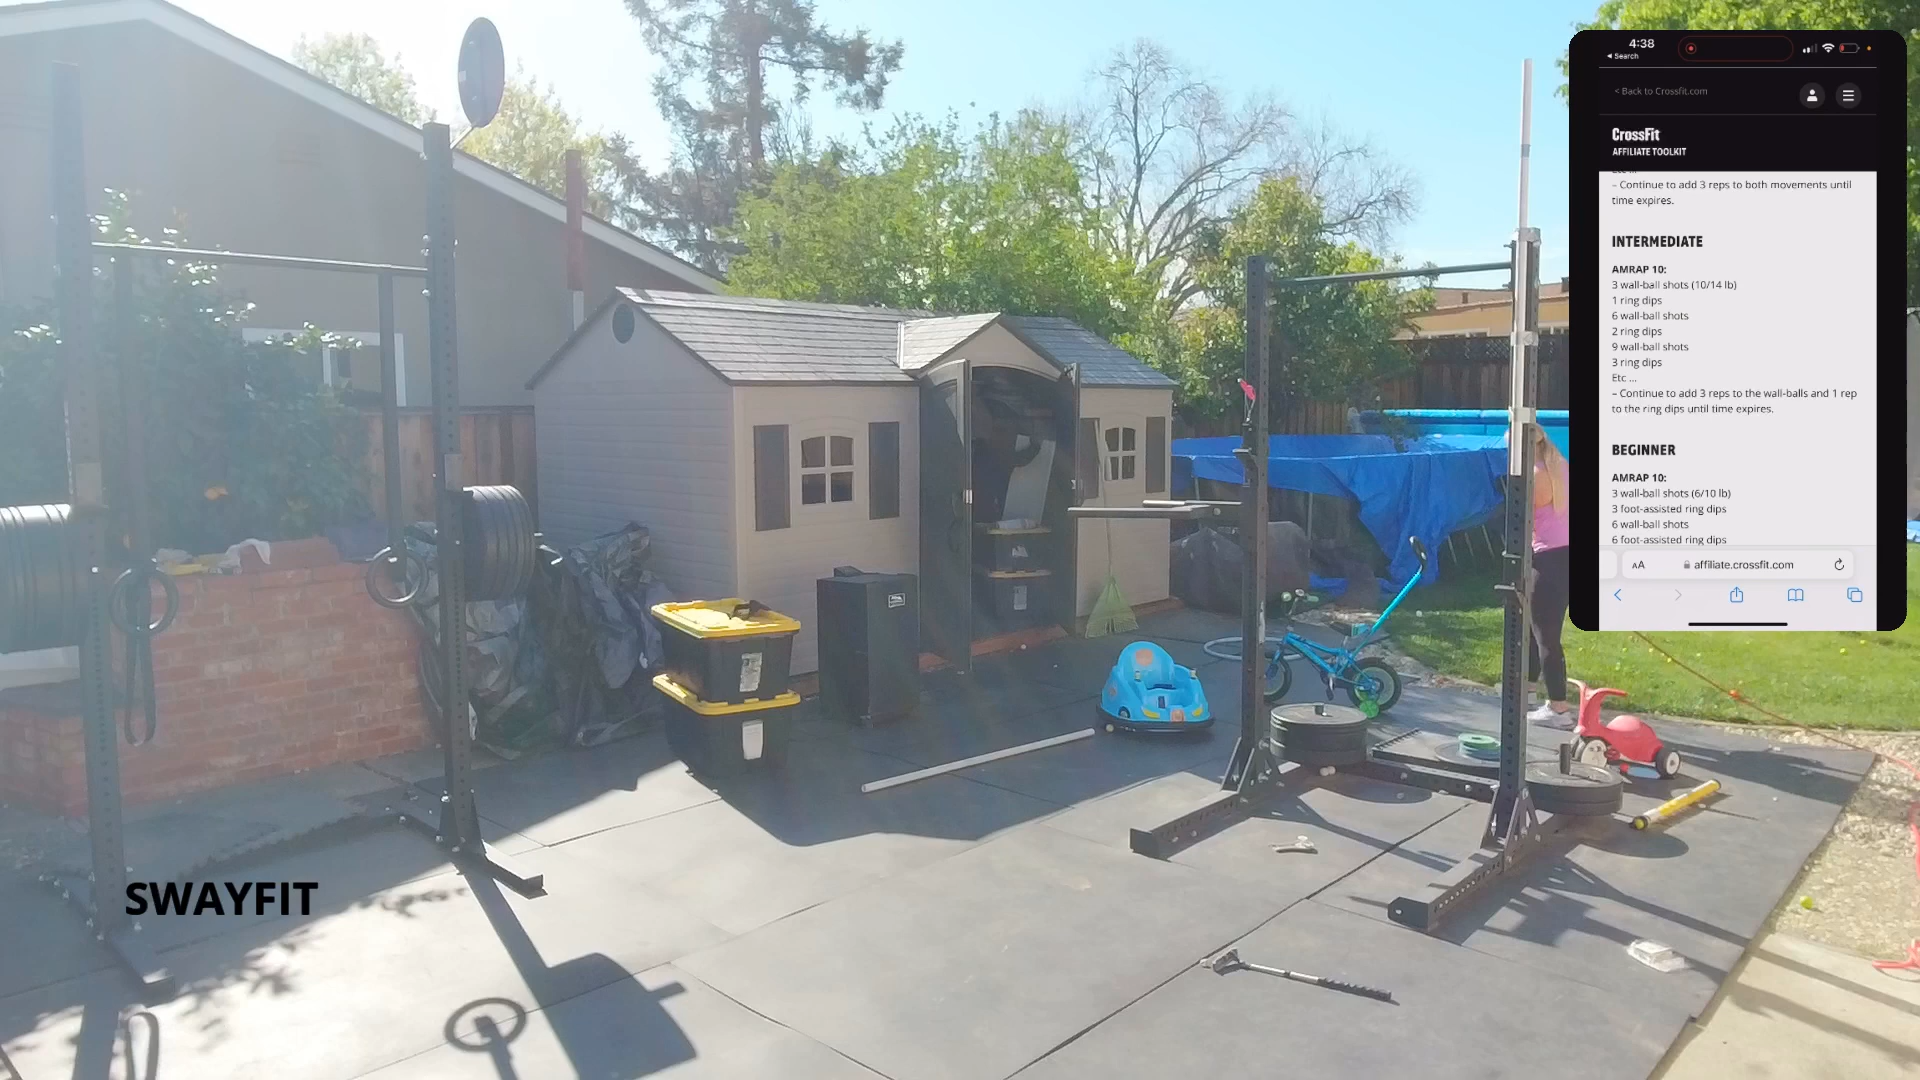 4:38
Search
< Back to Crossfit.com
CrossFit
AFFILIATE TOOLKIT
– Continue to add 3 reps to both movements until
time expires.
INTERMEDIATE
AMRAP 10:
3 wall-ball shots (10/14 lb)
1 ring dips
6 wall-ball shots
2 ring dips
9 wall-ball shots
3 ring dips
Etc ...
– Continue to add 3 reps to the wall-balls and 1 rep
to the ring dips until time expires.
BEGINNER
AMRAP 10:
3 wall-ball shots (6/10 lb)
3 foot-assisted ring dips
6 wall-ball shots
6 foot-assisted ring dips
AA affiliate.crossfit.com
SWAYFIT